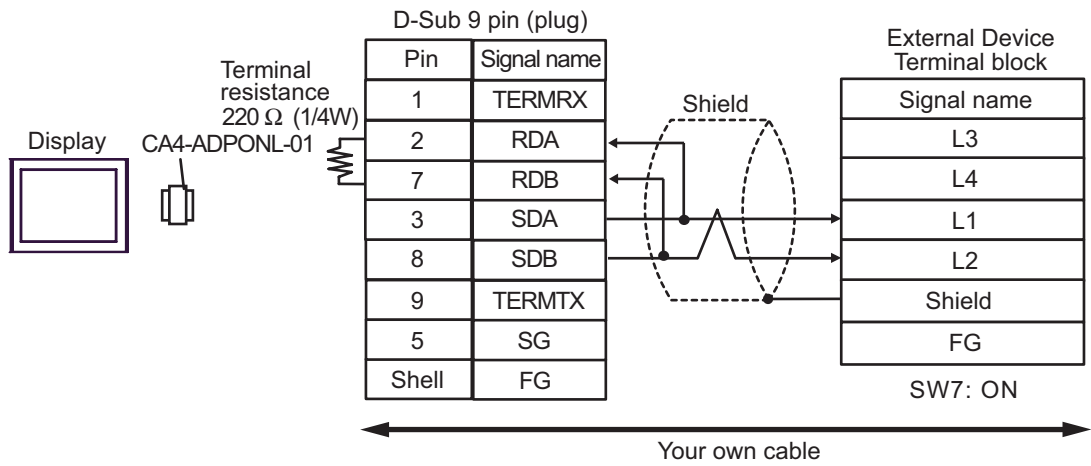 D-Sub 9 pin (plug)
Pin Signal name
1 TERMRX
2 RDA
7 RDB
3 SDA
8 SDB
9 TERMTX
5 SG
Shell FG
Terminal
resistance
220 Ω (1/4W)
Display
CA4-ADPONL-01
Shield
External Device
Terminal block
Signal name
L3
L4
L1
L2
Shield
FG
SW7: ON
Your own cable